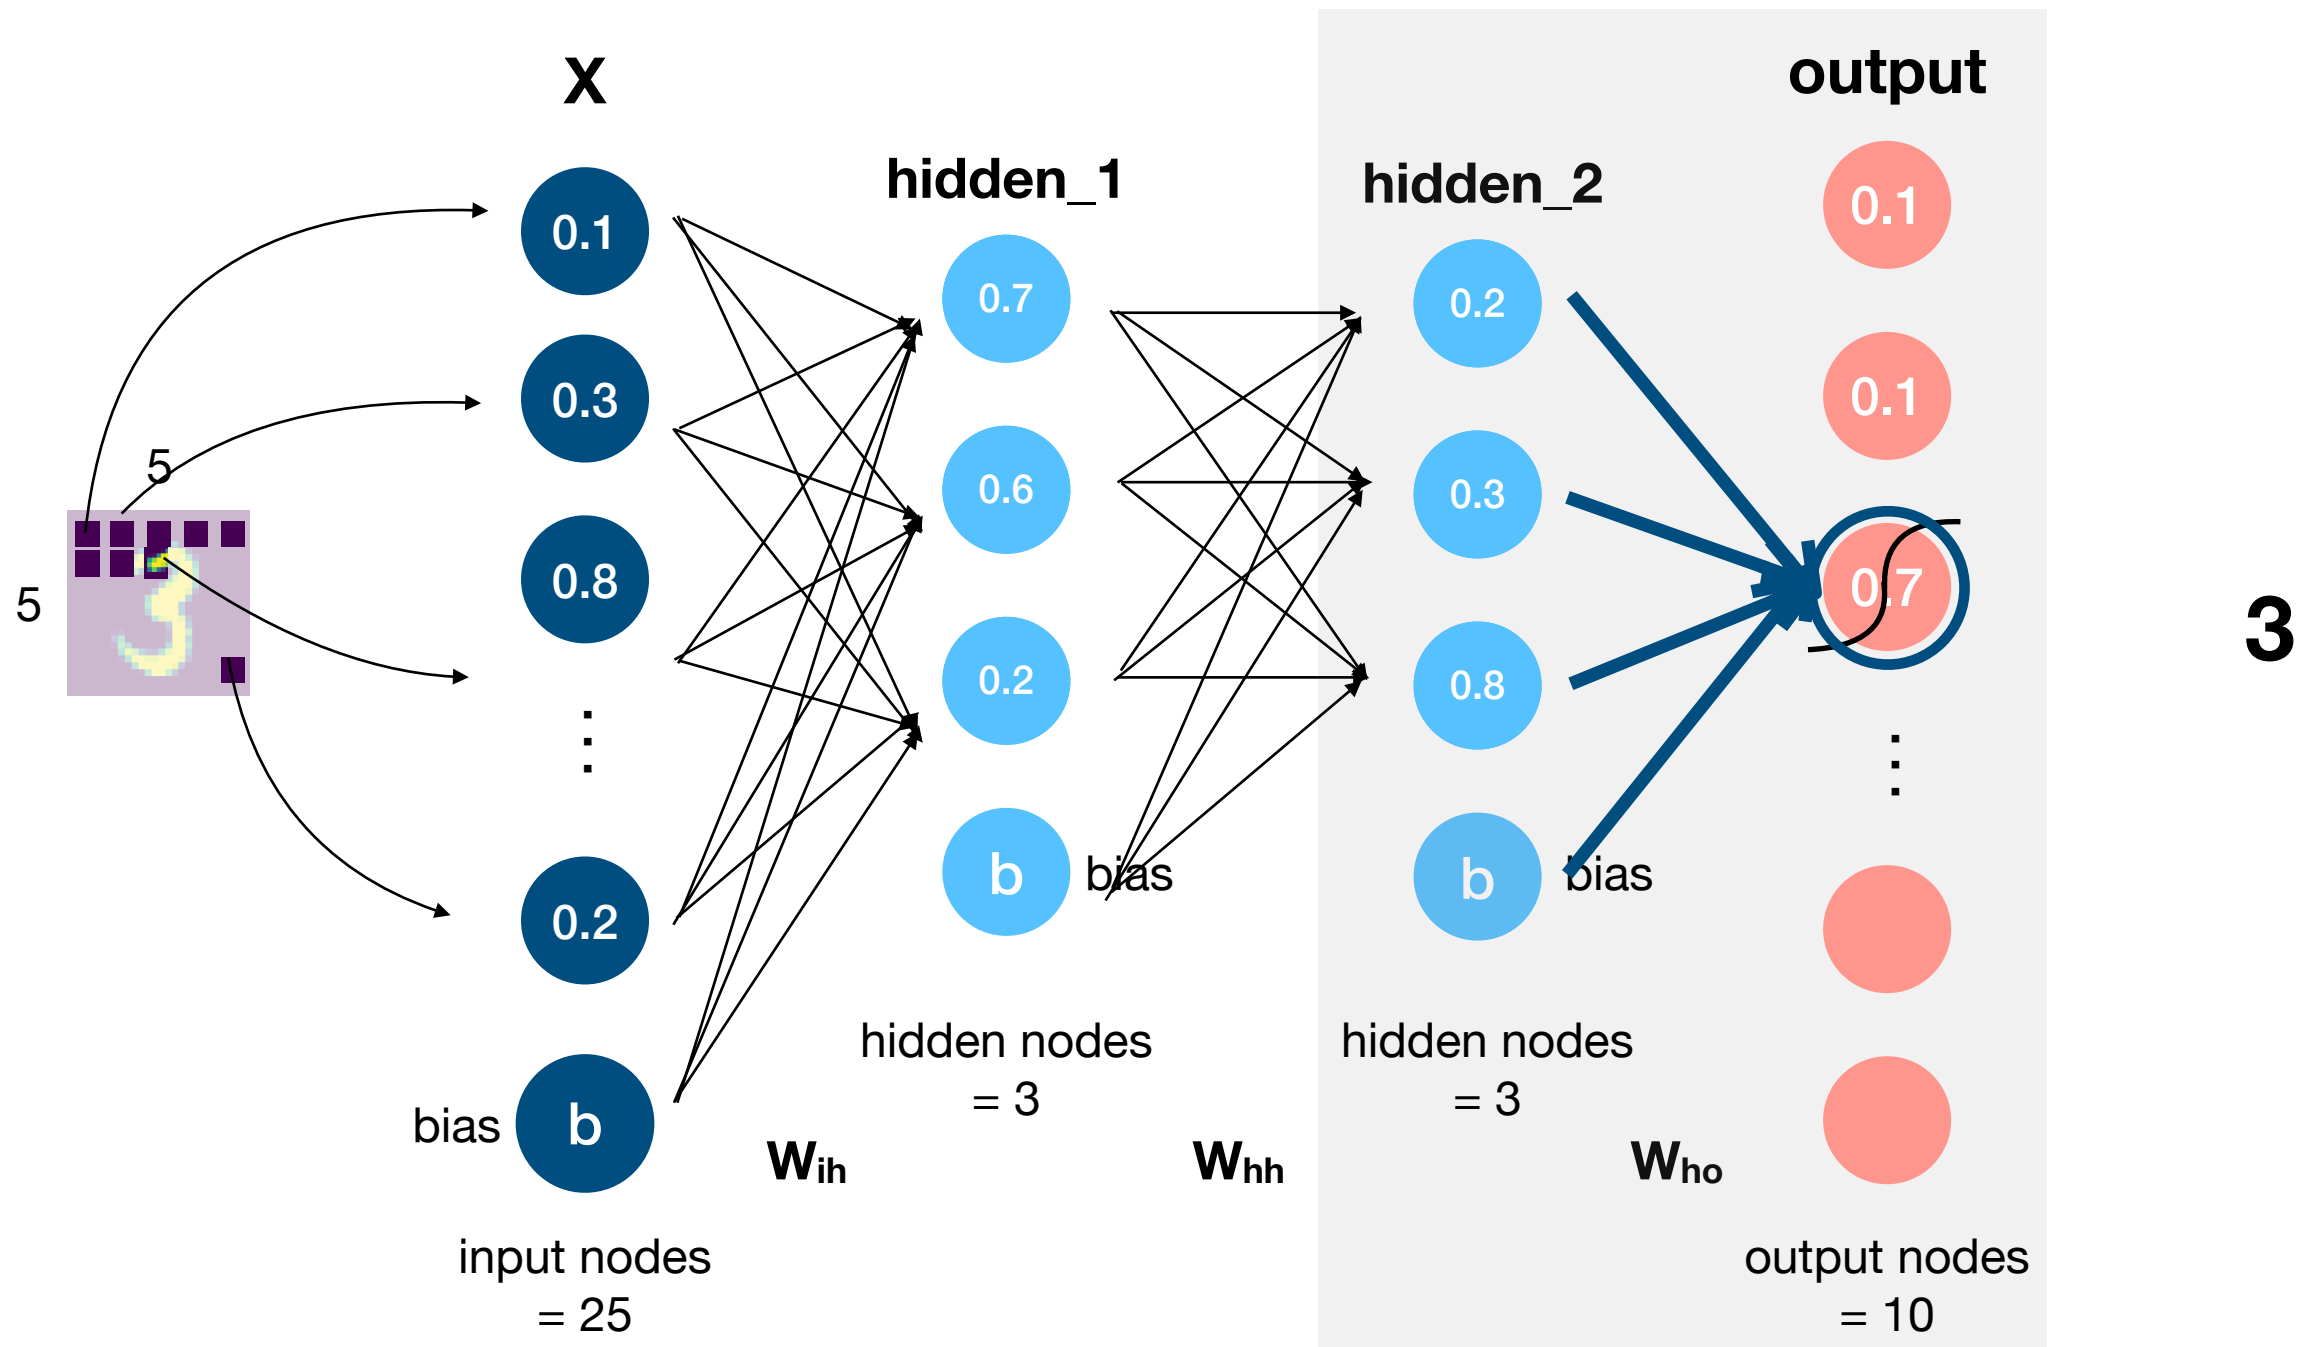 X
output
hidden_1
hidden_2
0.1
0.3
0.8
⋮
0.2
b
bias
5
5
0.7
0.6
0.2
b
bias
0.2
0.3
0.8
b
bias
0.1
0.1
0.7
⋮
3
hidden nodes
= 3
hidden nodes
= 3
Wih
Whh
Who
input nodes
= 25
output nodes
= 10
3